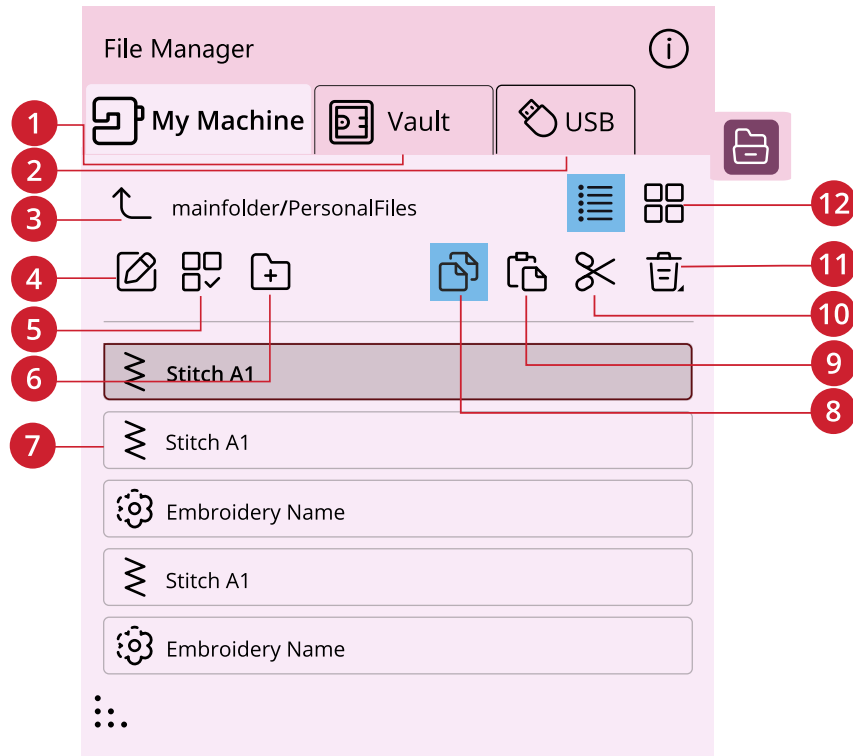 File Manager
My Machine
Vault
USB
1
2
mainfolder/PersonalFiles
3
12
4
11
5
10
6
Stitch A1
9
8
7
Stitch A1
Embroidery Name
Stitch A1
Embroidery Name